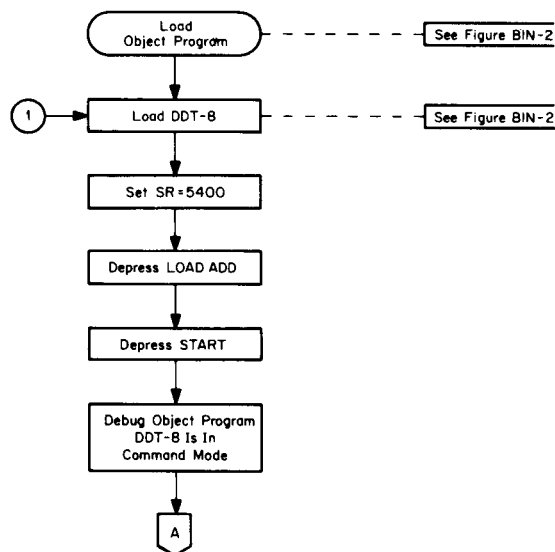 Load
Object Program
See Figure BIN-2
1
Load DDT-8
See Figure BIN-2
Set SR=5400
Depress LOAD ADD
Depress START
Debug Object Program
DDT-8 Is In
Command Mode
A